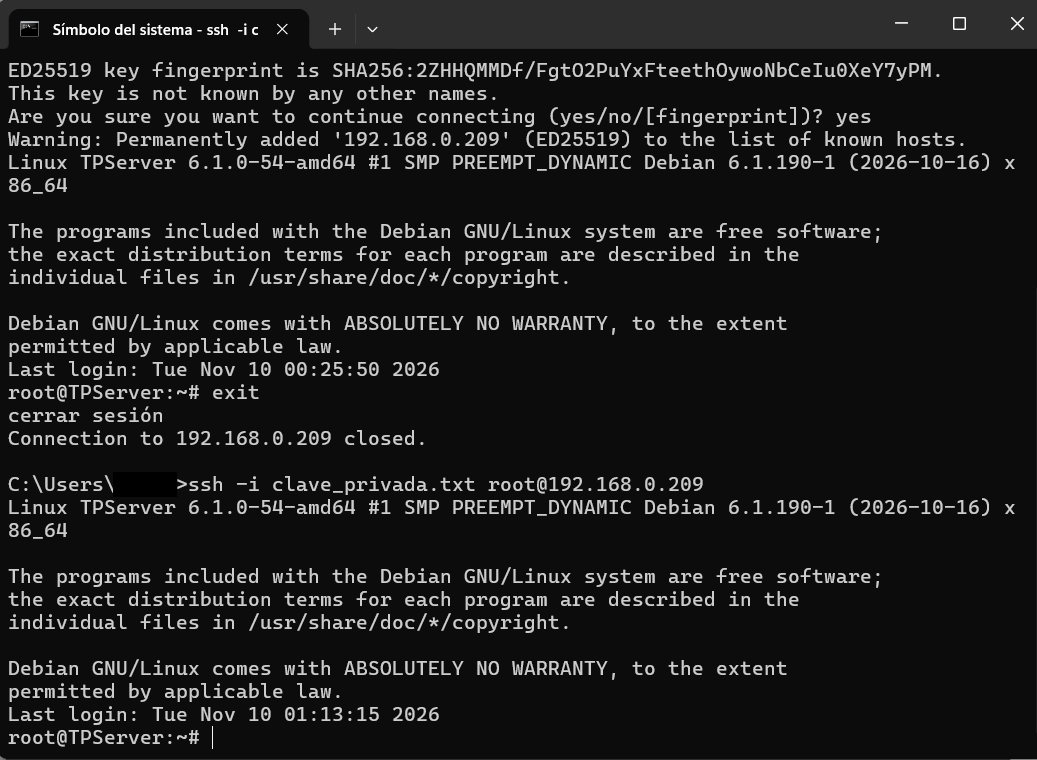 Símbolo del sistema - ssh -i c
ED25519 key fingerprint is SHA256:2ZHHQMMDf/FgtO2PuYxFteethOywoNbCeIu0XeY7yPM.
This key is not known by any other names.
Are you sure you want to continue connecting (yes/no/[fingerprint])? yes
Warning: Permanently added '192.168.0.209' (ED25519) to the list of known hosts.
Linux TPServer 6.1.0-54-amd64 #1 SMP PREEMPT_DYNAMIC Debian 6.1.190-1 (2026-10-16) x
86_64
The programs included with the Debian GNU/Linux system are free software;
the exact distribution terms for each program are described in the
individual files in /usr/share/doc/*/copyright.
Debian GNU/Linux comes with ABSOLUTELY NO WARRANTY, to the extent
permitted by applicable law.
Last login: Tue Nov 10 00:25:50 2026
root@TPServer:~# exit
cerrar sesión
Connection to 192.168.0.209 closed.
C:\Users\>ssh -i clave_privada.txt root@192.168.0.209
Linux TPServer 6.1.0-54-amd64 #1 SMP PREEMPT_DYNAMIC Debian 6.1.190-1 (2026-10-16) x
86_64
The programs included with the Debian GNU/Linux system are free software;
the exact distribution terms for each program are described in the
individual files in /usr/share/doc/*/copyright.
Debian GNU/Linux comes with ABSOLUTELY NO WARRANTY, to the extent
permitted by applicable law.
Last login: Tue Nov 10 01:13:15 2026
root@TPServer:~#